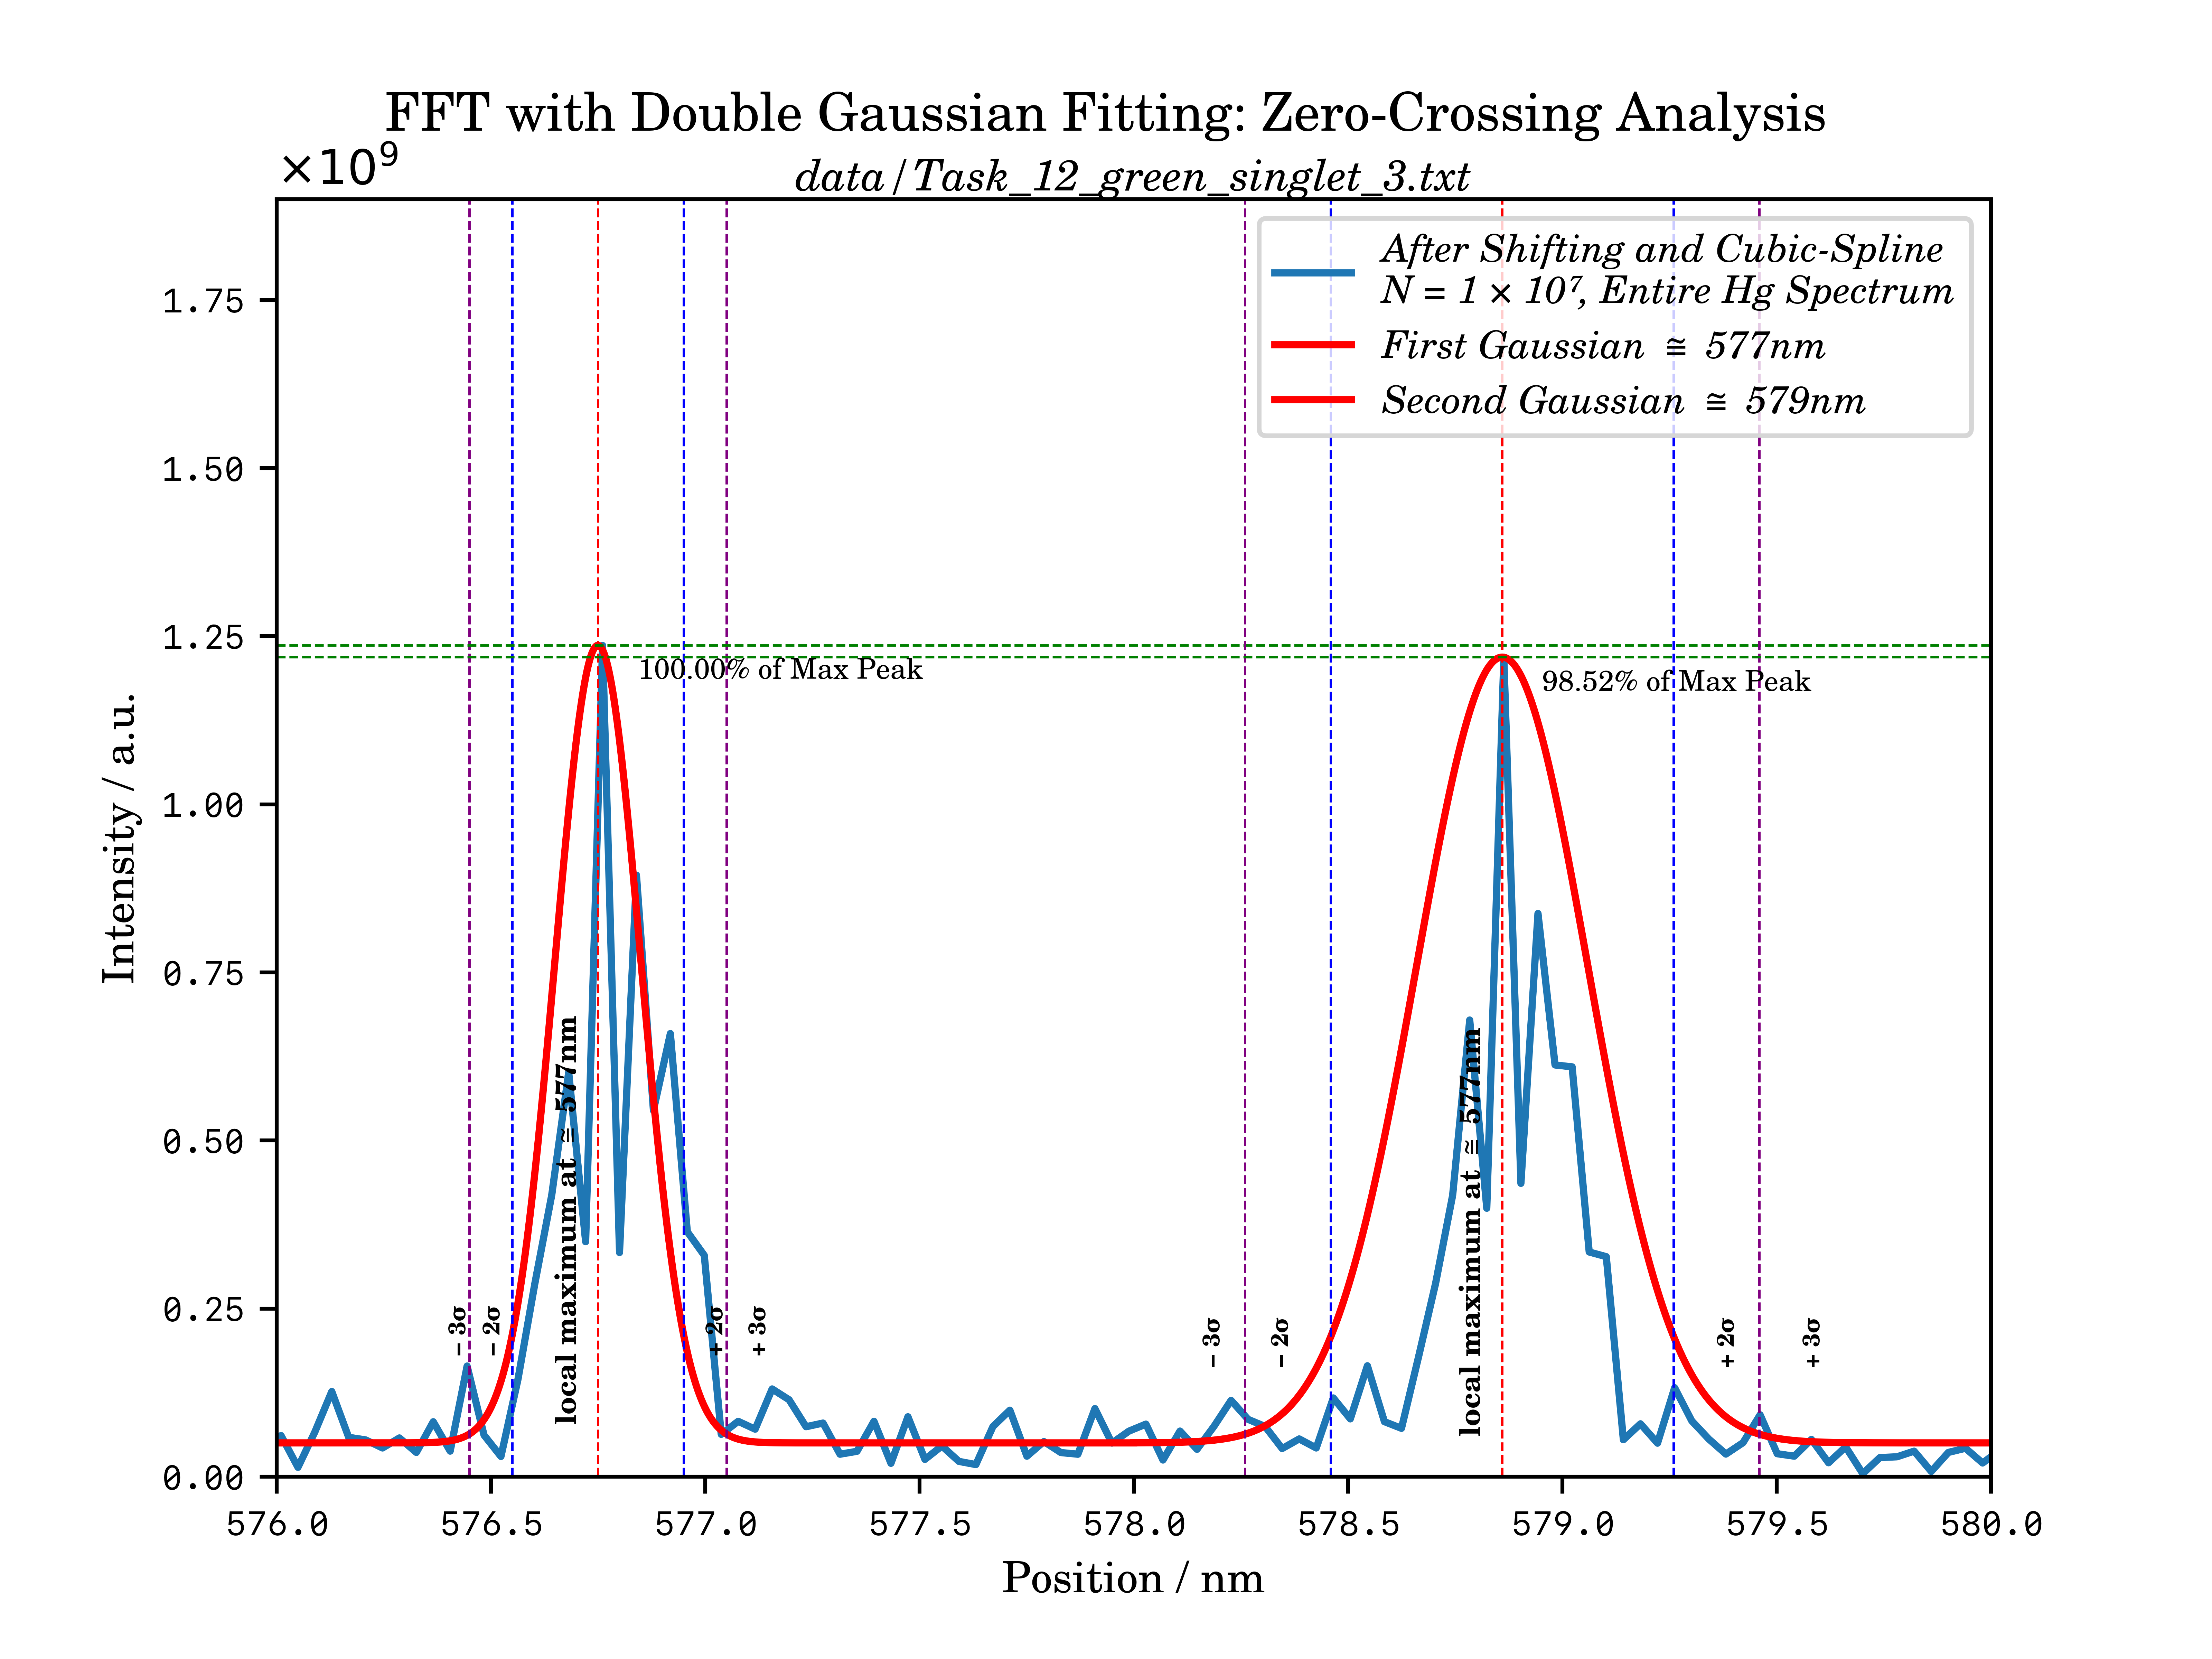 FFT with Double Gaussian Fitting: Zero-Crossing Analysis
×10⁹
data/Task_12_green_singlet_3.txt
After Shifting and Cubic-Spline
N = 1 × 10⁷, Entire Hg Spectrum
First Gaussian ≅ 577nm
Second Gaussian ≅ 579nm
1.75
1.50
1.25
1.00
0.75
0.50
0.25
0.00
Intensity / a.u.
100.00% of Max Peak
98.52% of Max Peak
local maximum at ≅ 577nm
local maximum at ≅ 577nm
− 3σ
− 2σ
+ 2σ
+ 3σ
− 3σ
− 2σ
+ 2σ
+ 3σ
576.0
576.5
577.0
577.5
578.0
578.5
579.0
579.5
580.0
Position / nm